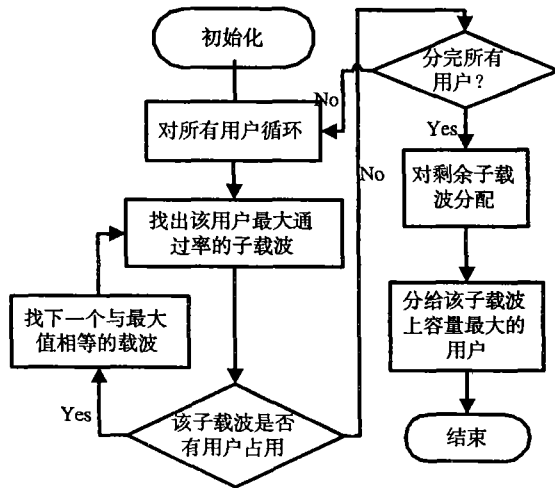 初始化
对所有用户循环
找出该用户最大通
过率的子载波
找下一个与最大
值相等的载波
Yes
该子载波是否
有用户占用
No
分完所有
用户？
No
Yes
对剩余子载
波分配
分给该子载波
上容量最大的
用户
结束